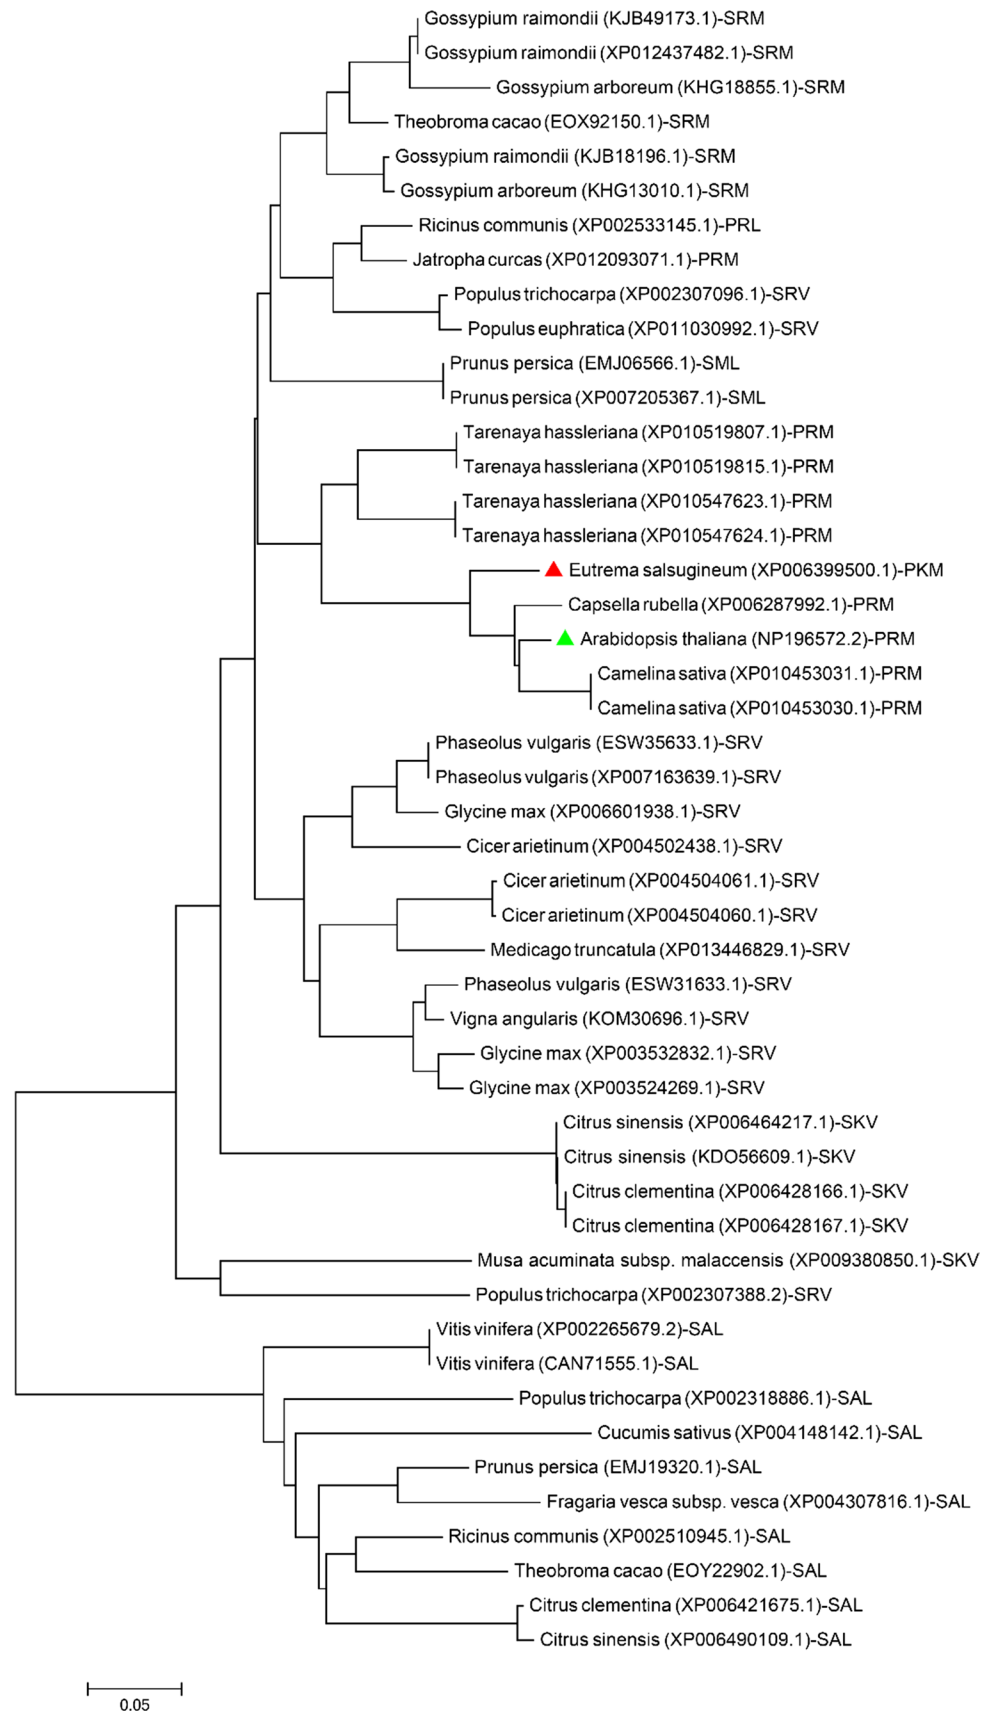 Gossypium raimondii (KJB49173.1)-SRM
Gossypium raimondii (XP012437482.1)-SRM
Gossypium arboreum (KHG18855.1)-SRM
Theobroma cacao (EOX92150.1)-SRM
Gossypium raimondii (KJB18196.1)-SRM
Gossypium arboreum (KHG13010.1)-SRM
Ricinus communis (XP002533145.1)-PRL
Jatropha curcas (XP012093071.1)-PRM
Populus trichocarpa (XP002307096.1)-SRV
Populus euphratica (XP011030992.1)-SRV
Prunus persica (EMJ06566.1)-SML
Prunus persica (XP007205367.1)-SML
Tarenaya hassleriana (XP010519807.1)-PRM
Tarenaya hassleriana (XP010519815.1)-PRM
Tarenaya hassleriana (XP010547623.1)-PRM
Tarenaya hassleriana (XP010547624.1)-PRM
Eutrema salsugineum (XP006399500.1)-PKM
Capsella rubella (XP006287992.1)-PRM
Arabidopsis thaliana (NP196572.2)-PRM
Camelina sativa (XP010453031.1)-PRM
Camelina sativa (XP010453030.1)-PRM
Phaseolus vulgaris (ESW35633.1)-SRV
Phaseolus vulgaris (XP007163639.1)-SRV
Glycine max (XP006601938.1)-SRV
Cicer arietinum (XP004502438.1)-SRV
Cicer arietinum (XP004504061.1)-SRV
Cicer arietinum (XP004504060.1)-SRV
Medicago truncatula (XP013446829.1)-SRV
Phaseolus vulgaris (ESW31633.1)-SRV
Vigna angularis (KOM30696.1)-SRV
Glycine max (XP003532832.1)-SRV
Glycine max (XP003524269.1)-SRV
Citrus sinensis (XP006464217.1)-SKV
Citrus sinensis (KDO56609.1)-SKV
Citrus clementina (XP006428166.1)-SKV
Citrus clementina (XP006428167.1)-SKV
Musa acuminata subsp. malaccensis (XP009380850.1)-SKV
Populus trichocarpa (XP002307388.2)-SRV
Vitis vinifera (XP002265679.2)-SAL
Vitis vinifera (CAN71555.1)-SAL
Populus trichocarpa (XP002318886.1)-SAL
Cucumis sativus (XP004148142.1)-SAL
Prunus persica (EMJ19320.1)-SAL
Fragaria vesca subsp. vesca (XP004307816.1)-SAL
Ricinus communis (XP002510945.1)-SAL
Theobroma cacao (EOY22902.1)-SAL
Citrus clementina (XP006421675.1)-SAL
Citrus sinensis (XP006490109.1)-SAL
0.05